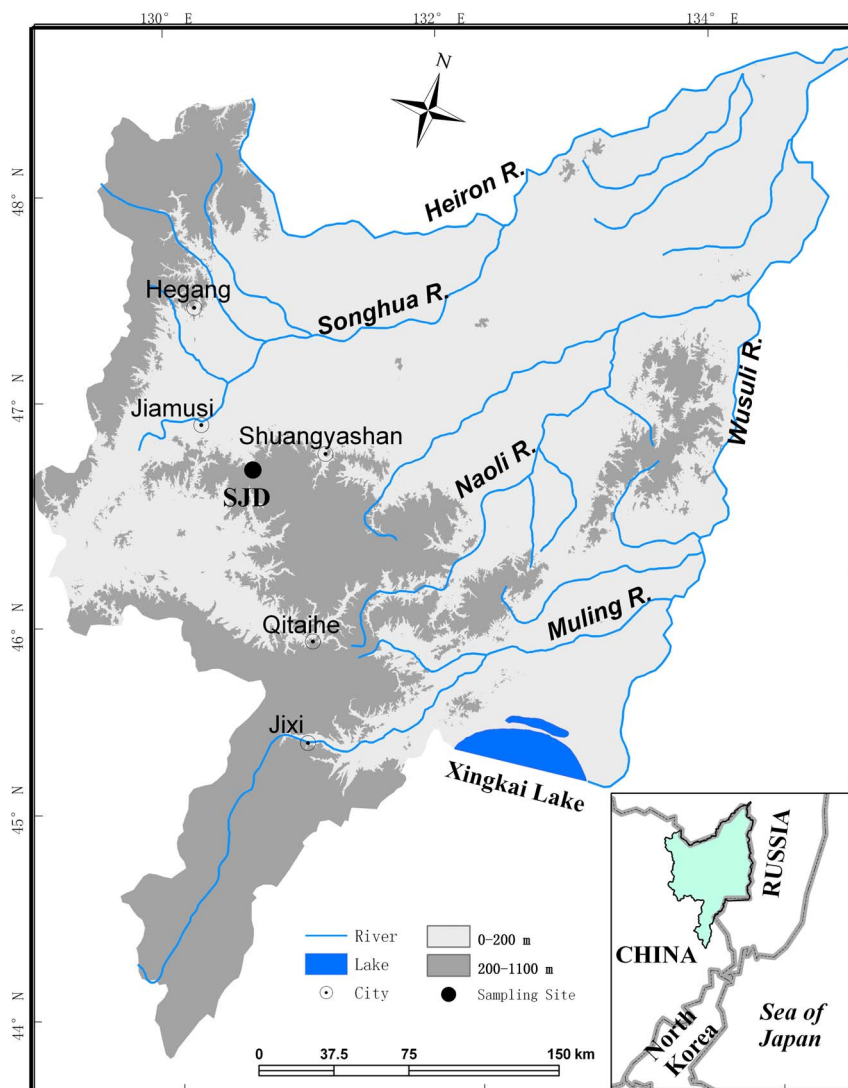 130° E
132° E
134° E
N
48° N
Heiron R.
Hegang
Songhua R.
47° N
Jiamusi
Shuangyashan
Wusuli R.
SJD
Naoli R.
46° N
Qitaihe
Muling R.
Jixi
Xingkai Lake
45° N
River
0-200 m
Lake
200-1100 m
City
Sampling Site
44° N
0
37.5
75
150 km
RUSSIA
CHINA
North
Korea
Sea of
Japan